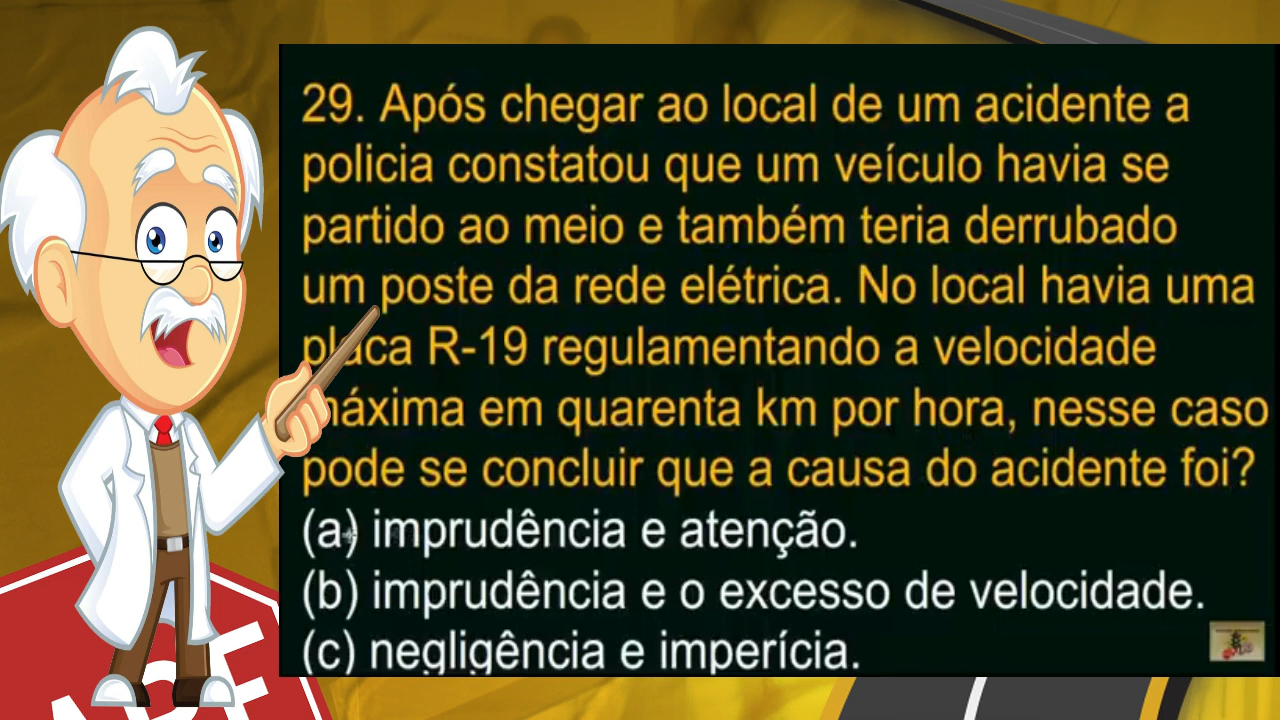 29. Após chegar ao local de um acidente a
policia constatou que um veículo havia se
partido ao meio e também teria derrubado
um poste da rede elétrica. No local havia uma
placa R-19 regulamentando a velocidade
máxima em quarenta km por hora, nesse caso
pode se concluir que a causa do acidente foi?
(a) imprudência e atenção.
(b) imprudência e o excesso de velocidade.
(c) negligência e imperícia.